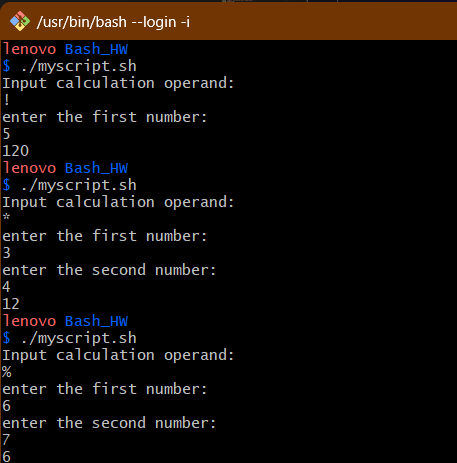 /usr/bin/bash --login -i
lenovo Bash_HW
$ ./myscript.sh
Input calculation operand:
!
enter the first number:
5
120
lenovo Bash_HW
$ ./myscript.sh
Input calculation operand:
*
enter the first number:
3
enter the second number:
4
12
lenovo Bash_HW
$ ./myscript.sh
Input calculation operand:
%
enter the first number:
6
enter the second number:
7
6